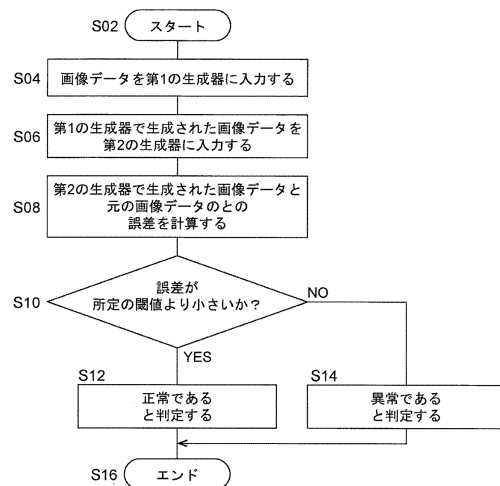 S02
スタート
S04
画像データを第1の生成器に入力する
S06
第1の生成器で生成された画像データを
第2の生成器に入力する
S08
第2の生成器で生成された画像データと
元の画像データのとの
誤差を計算する
S10
誤差が
所定の閾値より小さいか？
NO
YES
S12
正常である
と判定する
S14
異常である
と判定する
S16
エンド